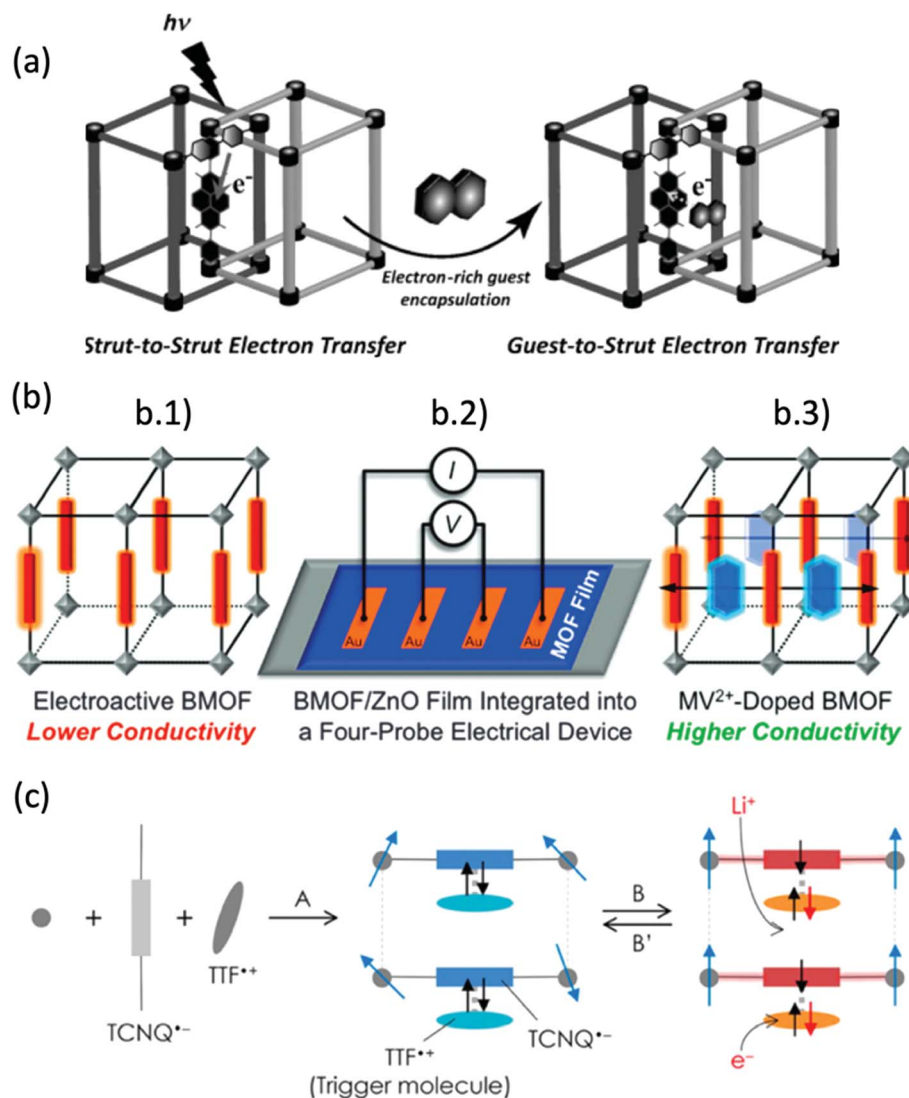 (a)
hν
e⁻
e⁻
Electron-rich guest
encapsulation
Strut-to-Strut Electron Transfer
Guest-to-Strut Electron Transfer
(b)
b.1)
b.2)
b.3)
I
V
Au
Au
Au
Au
MOF Film
Electroactive BMOF
Lower Conductivity
BMOF/ZnO Film Integrated into
a Four-Probe Electrical Device
MV²⁺-Doped BMOF
Higher Conductivity
(c)
+
+
TCNQ•−
TTF•+
A
TTF•+
(Trigger molecule)
TCNQ•−
B
B'
Li⁺
e⁻